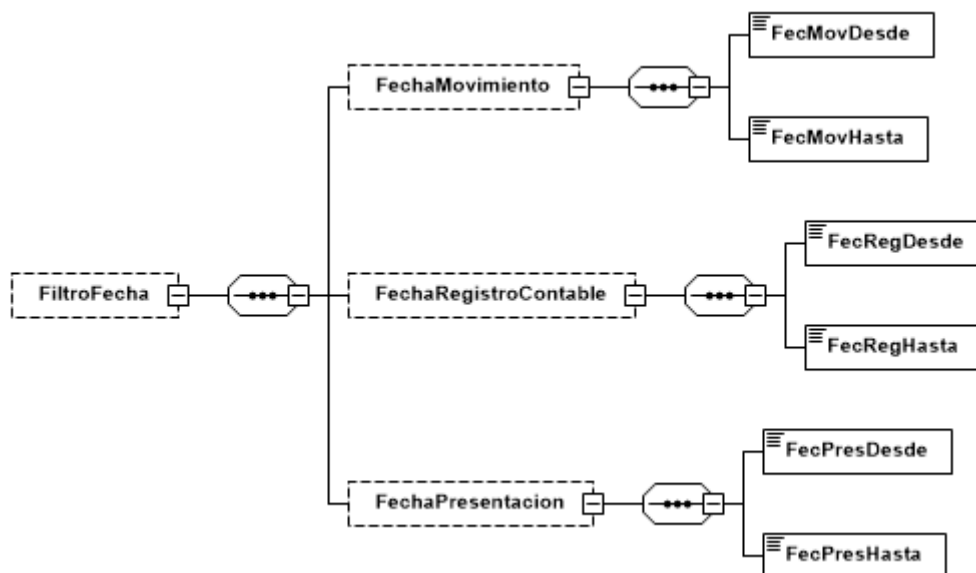 FecMovDesde
FechaMovimiento
FecMovHasta
FecRegDesde
FiltroFecha
FechaRegistroContable
FecRegHasta
FecPresDesde
FechaPresentacion
FecPresHasta